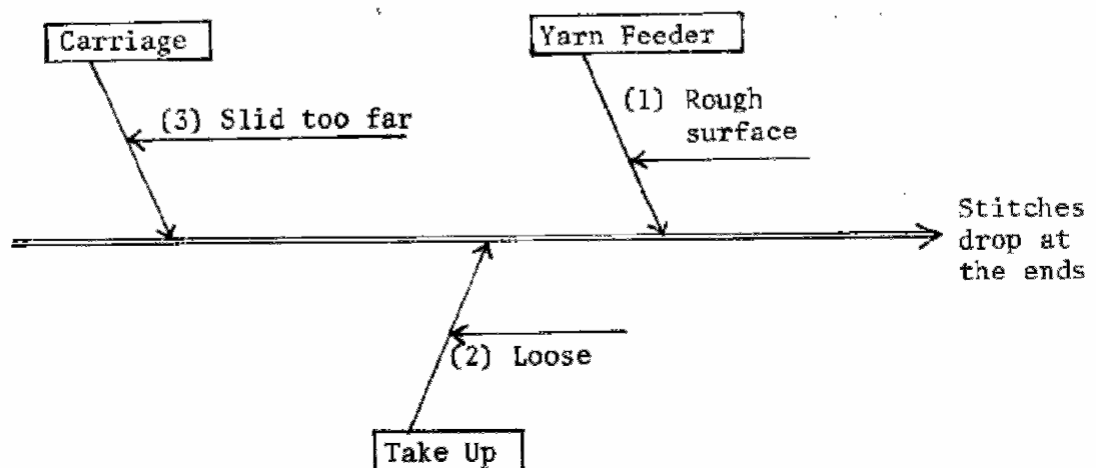 Carriage
Yarn Feeder
(3) Slid too far
(1) Rough
surface
Stitches
drop at
the ends
(2) Loose
Take Up